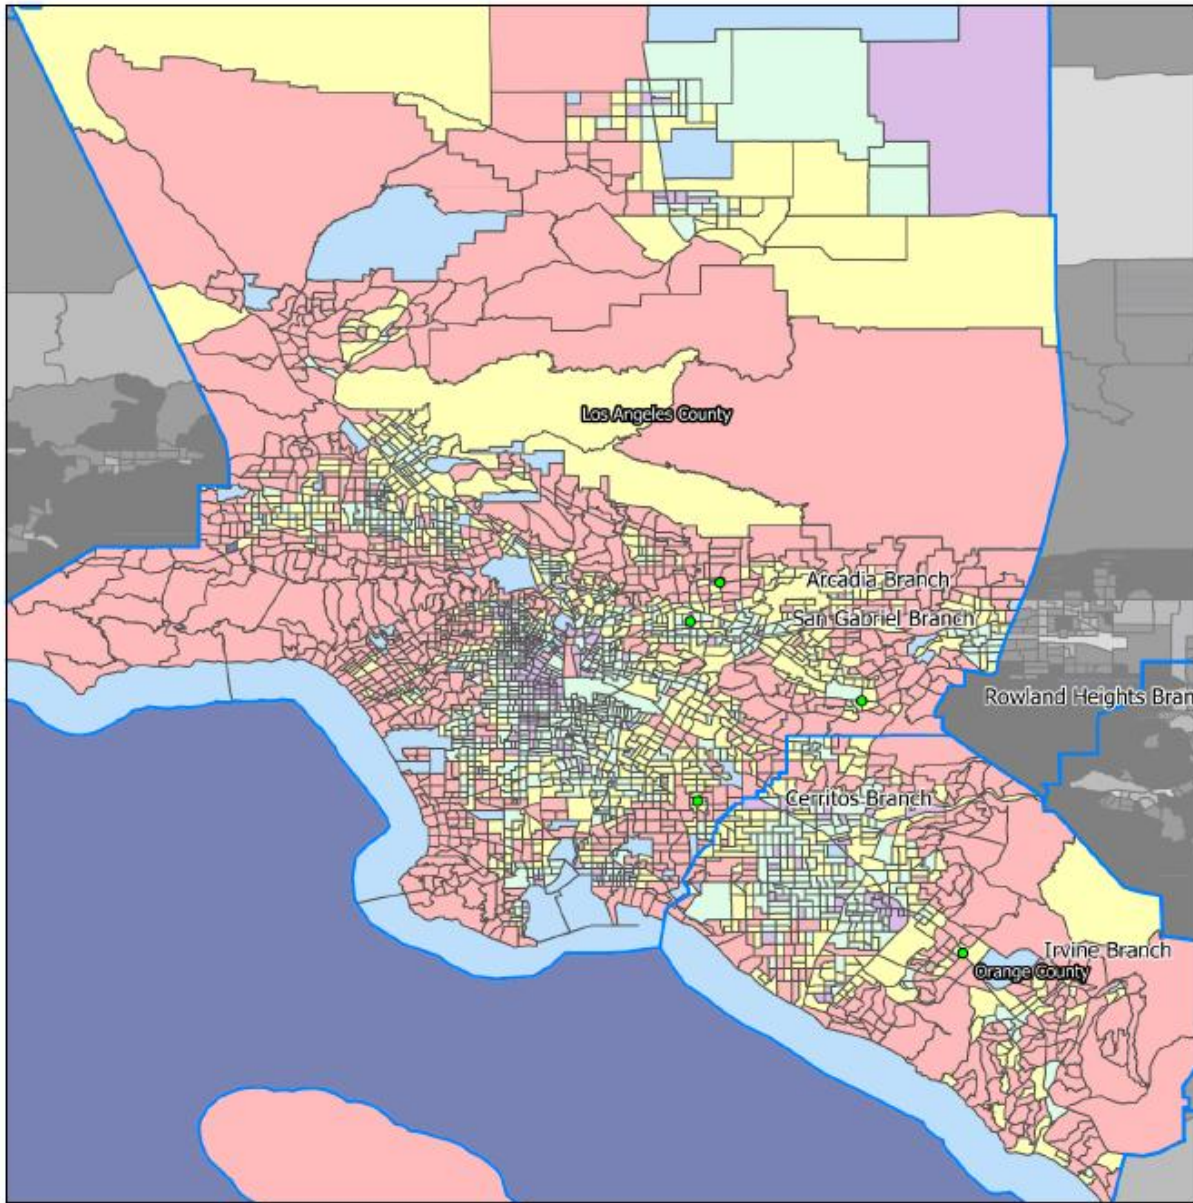 Los Angeles County
Arcadia Branch
San Gabriel Branch
Rowland Heights Bran
Cerritos Branch
Irvine Branch
Orange County